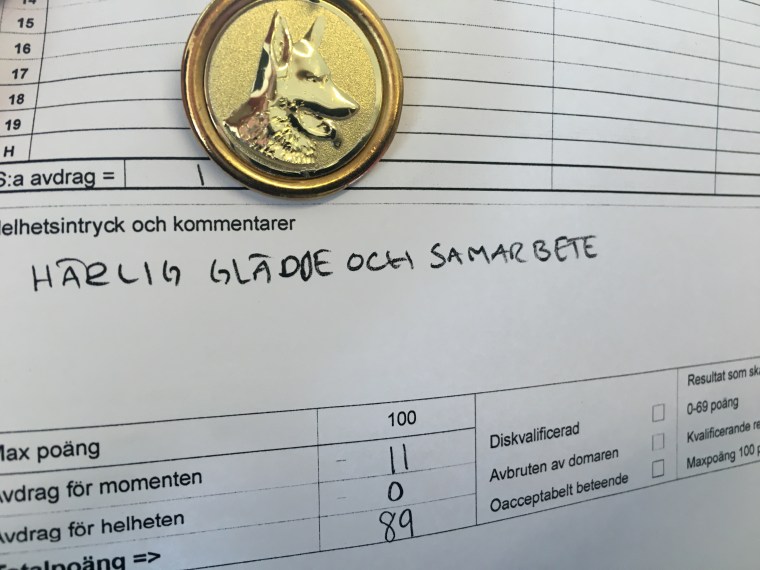 15
16
17
18
19
H
S:a avdrag = 1
Helhetsintryck och kommentarer
HÄRLIG GLÄDJE OCH SAMARBETE
Max poäng 100
Avdrag för momenten - 11
Avdrag för helheten - 0
Totalpoäng => 89
Diskvalificerad
Avbruten av domaren
Oacceptabelt beteende
Resultat som
0-69 poäng
Kvalificerande
Maxpoäng 100